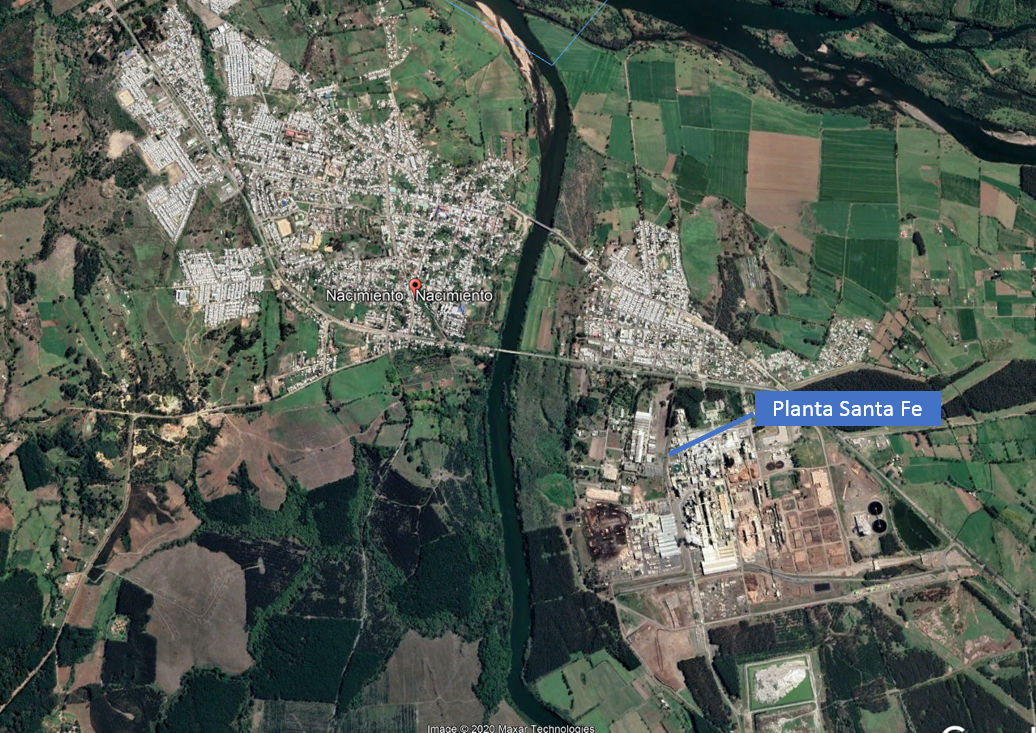 Nacimiento Nacimiento
Planta Santa Fe
Image © 2020 Maxar Technologies